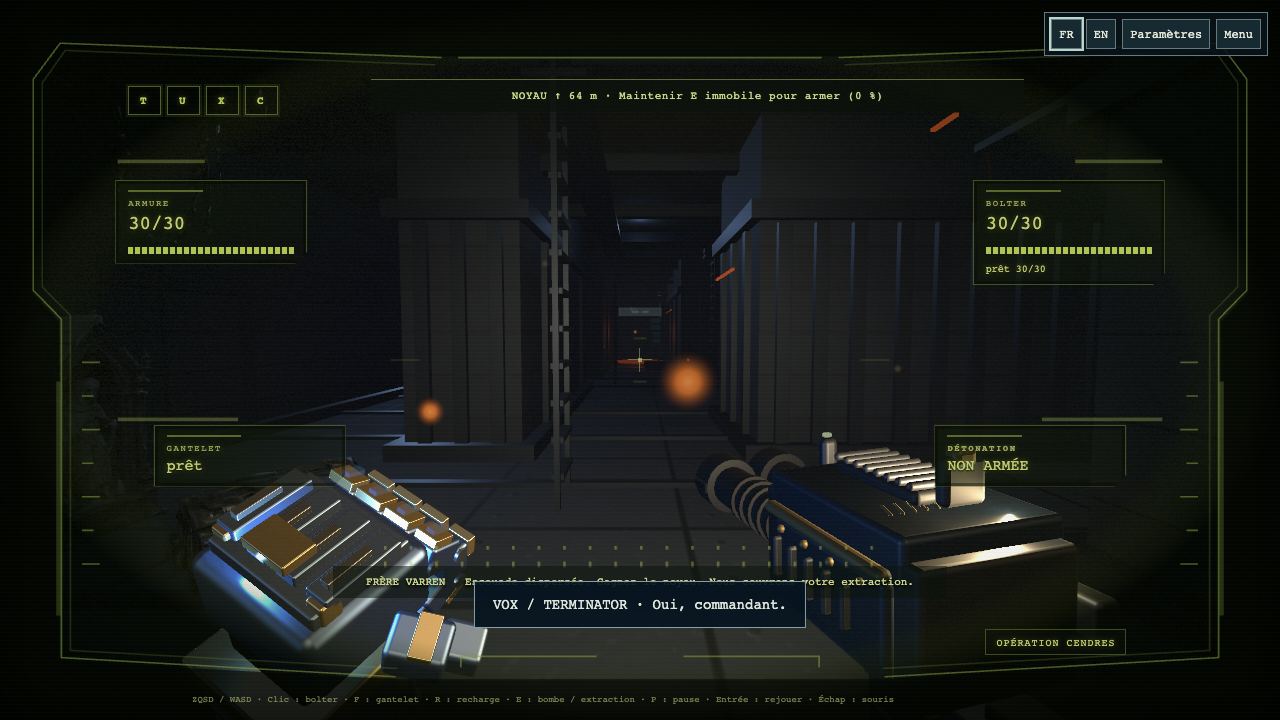 FR EN Paramètres Menu
T U X C
NOYAU ↑ 64 m · Maintenir E immobile pour armer (0 %)
ARMURE
30/30
BOLTER
30/30
prêt 30/30
GANTELET
prêt
DÉTONATION
NON ARMÉE
FRÈRE VARREN · votre extraction.
VOX / TERMINATOR · Oui, commandant.
OPÉRATION CENDRES
ZQSD / WASD · Clic : bolter · F : gantelet · R : recharge · E : bombe / extraction · P : pause · Entrée : rejouer · Échap : souris